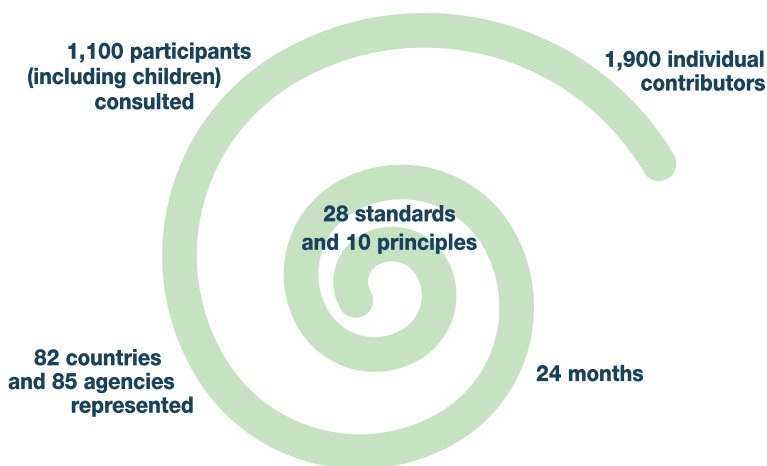 1,100 participants
(including children)
consulted
1,900 individual
contributors
28 standards
and 10 principles
82 countries
and 85 agencies
represented
24 months